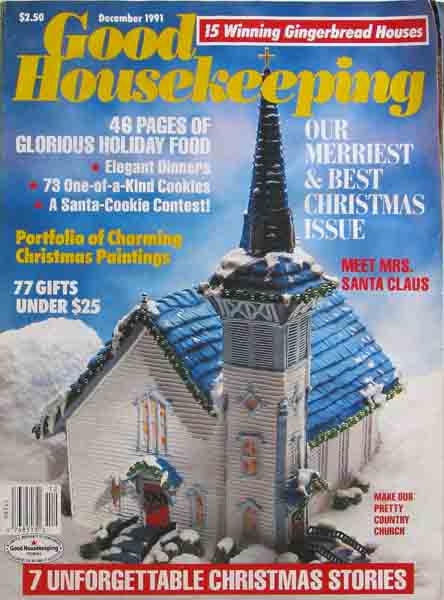 $2.50
December 1991
15 Winning Gingerbread Houses
Good
Housekeeping
46 PAGES OF
GLORIOUS HOLIDAY FOOD
★ Elegant Dinners
★ 73 One-of-a-Kind Cookies
★ A Santa-Cookie Contest!
OUR
MERRIEST
& BEST
CHRISTMAS
ISSUE
Portfolio of Charming
Christmas Paintings
MEET MRS.
SANTA CLAUS
77 GIFTS
UNDER $25
MAKE OUR
PRETTY
COUNTRY
CHURCH
12
Good Housekeeping
7 UNFORGETTABLE CHRISTMAS STORIES